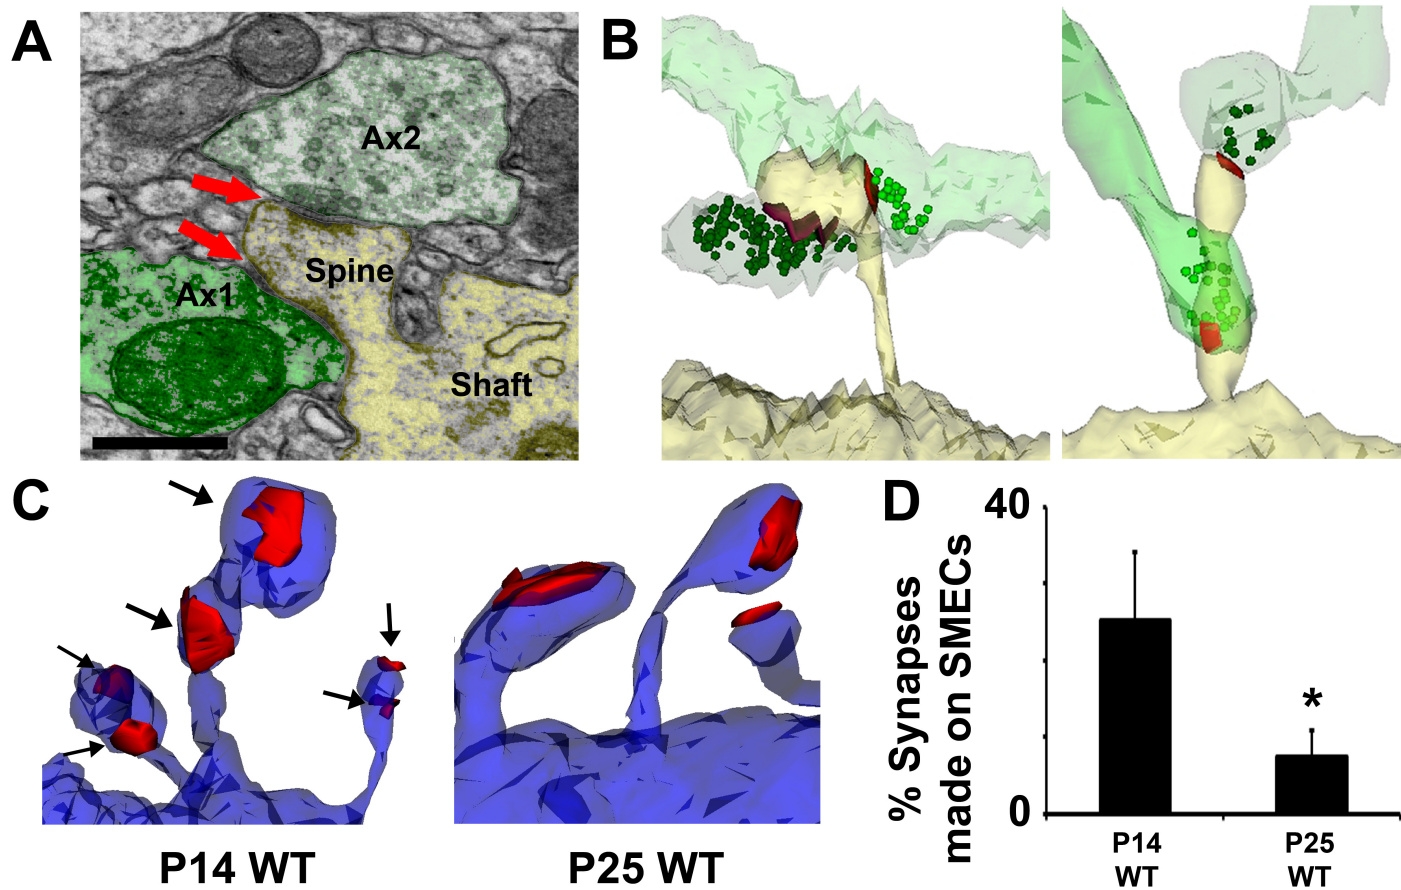 A
Ax2
Spine
Ax1
Shaft
B
C
P14 WT
P25 WT
D
% Synapses
made on SMECs
40
0
*
P14
WT
P25
WT